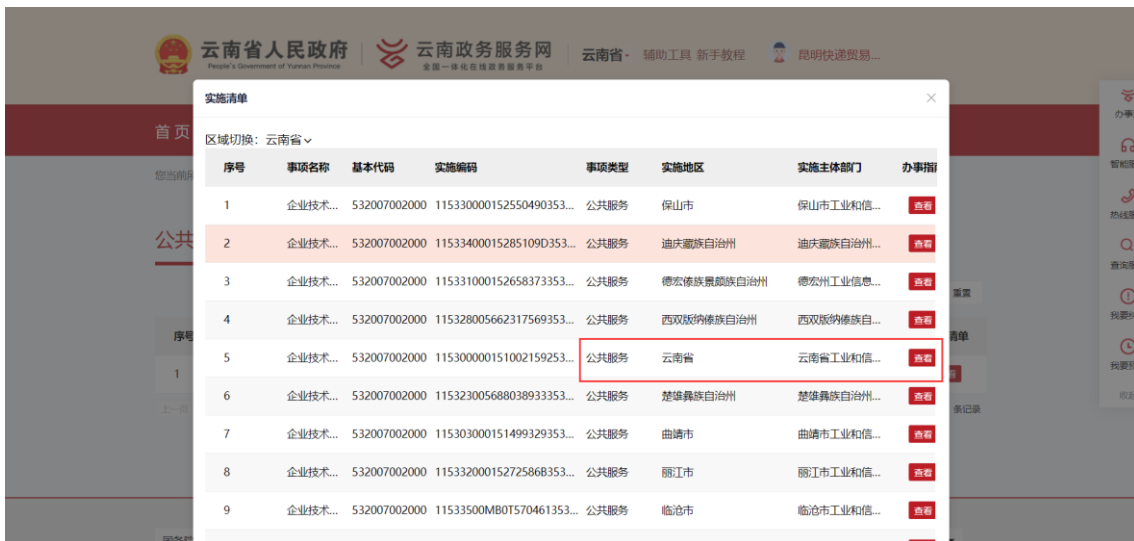 云南省人民政府
People's Government of Yunnan Province
云南政务服务网
全国一体化在线政务服务平台
云南省
辅助工具 新手教程
昆明快递贸易...
实施清单
首页
区域切换：云南省
您当前所
序号 事项名称 基本代码 实施编码 事项类型 实施地区 实施主体部门 办事指
1 企业技术... 532007002000 11533000015255049035​3... 公共服务 保山市 保山市工业和信... 查看
2 企业技术... 532007002000 11533400015285109D353... 公共服务 迪庆藏族自治州 迪庆藏族自治州... 查看
3 企业技术... 532007002000 115331000152658373353... 公共服务 德宏傣族景颇族自治州 德宏州工业信息... 查看
4 企业技术... 532007002000 115328005662317569353... 公共服务 西双版纳傣族自治州 西双版纳傣族自... 查看
5 企业技术... 532007002000 115300000151002159253... 公共服务 云南省 云南省工业和信... 查看
6 企业技术... 532007002000 115323005688038933353... 公共服务 楚雄彝族自治州 楚雄彝族自治州... 查看
7 企业技术... 532007002000 115303000151499329353... 公共服务 曲靖市 曲靖市工业和信... 查看
8 企业技术... 532007002000 11533200015272586B353... 公共服务 丽江市 丽江市工业和信... 查看
9 企业技术... 532007002000 11533500MB0T570461353... 公共服务 临沧市 临沧市工业和信... 查看
公共
重置
序号
清单
1
上一页
条记录
办事
智能
热线
查询
我要
我要